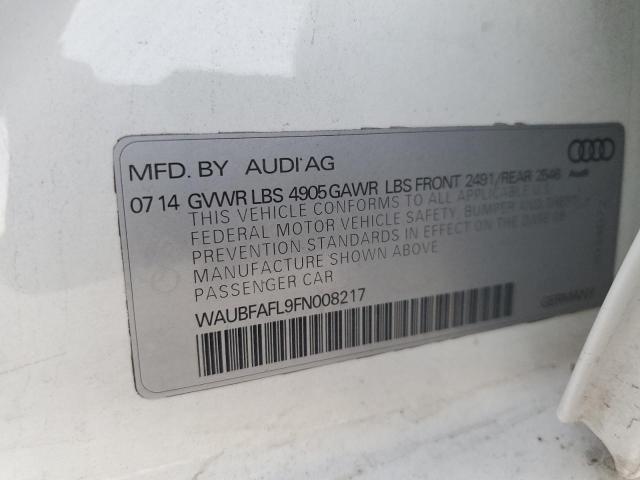 MFD. BY AUDI AG
Audi
07 14 GVWR LBS 4905 GAWR LBS FRONT 2491/REAR 2546
THIS VEHICLE CONFORMS TO ALL APPLICABLE U.S.
FEDERAL MOTOR VEHICLE SAFETY, BUMPER AND THEFT
PREVENTION STANDARDS IN EFFECT ON THE DATE OF
MANUFACTURE SHOWN ABOVE
PASSENGER CAR
WAUBFAFL9FN008217
GERMANY